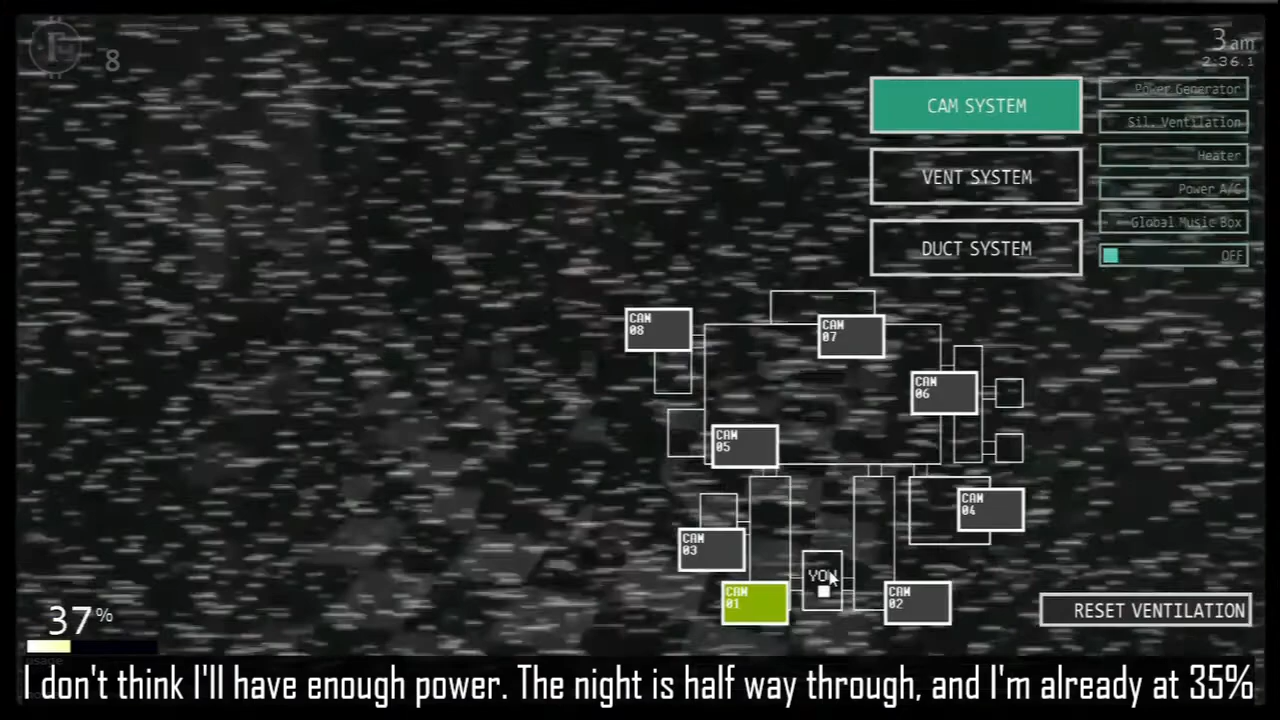 8
3 am
2:36.1
CAM SYSTEM
Power Generator
Sil. Ventilation
VENT SYSTEM
Heater
Power A/C
DUCT SYSTEM
Global Music Box
OFF
CAM
08
CAM
07
CAM
06
CAM
05
CAM
04
CAM
03
YOU
CAM
01
CAM
02
RESET VENTILATION
37%
usage
I don't think I'll have enough power. The night is half way through, and I'm already at 35%